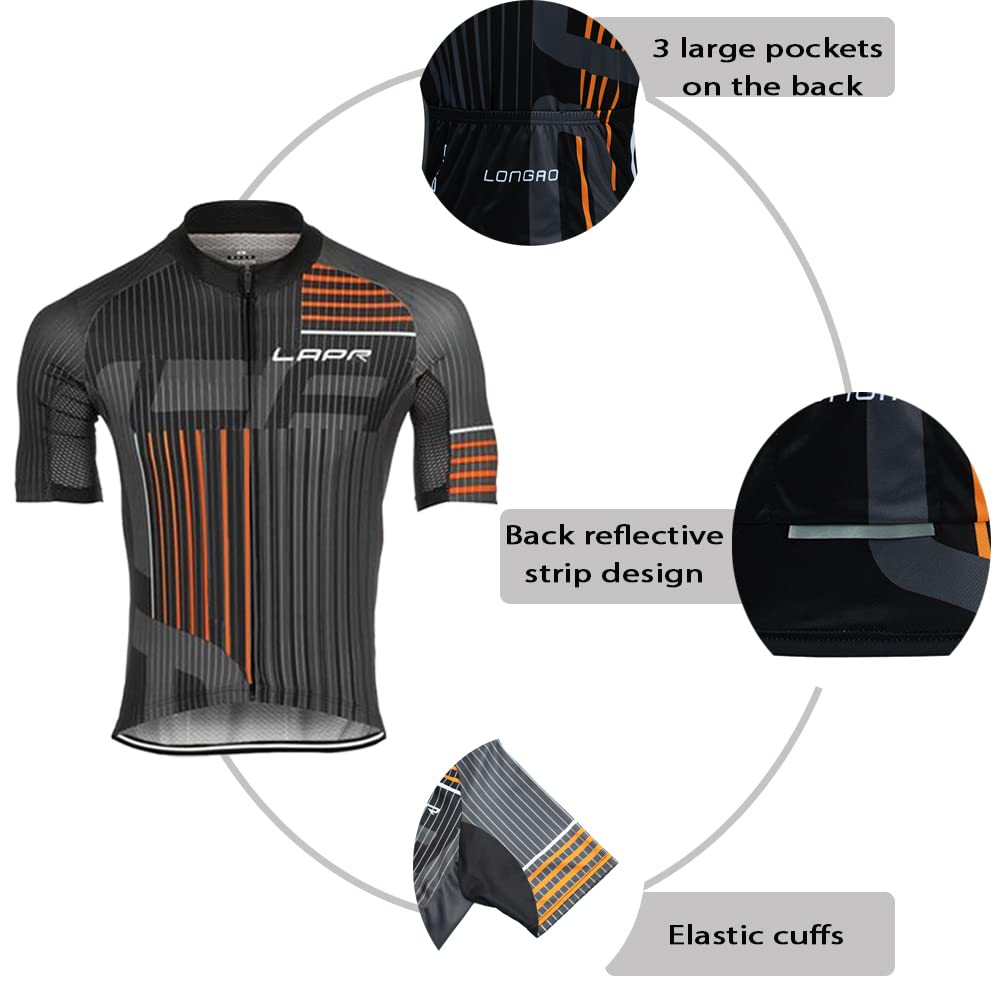 3 large pockets
on the back
LONGAO
LAPR
Back reflective
strip design
Elastic cuffs